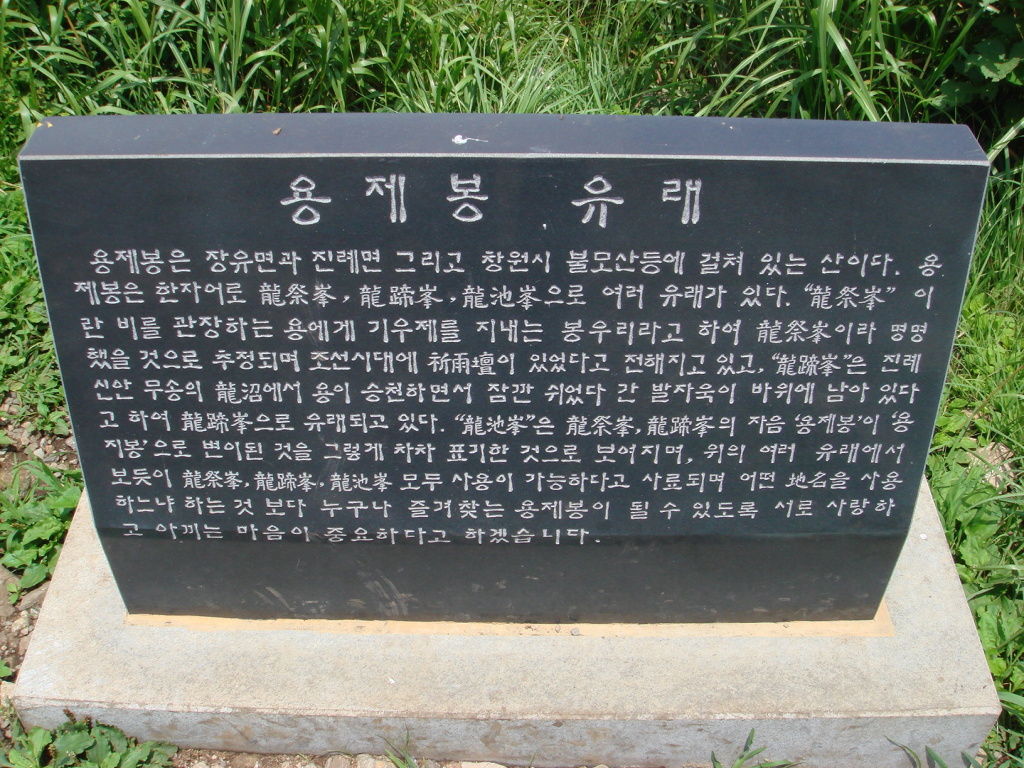 용제봉 유래
용제봉은 장유면과 진례면 그리고 창원시 불모산등에 걸쳐 있는 산이다. 용
제봉은 한자어로 龍祭峯, 龍蹄峯, 龍池峯으로 여러 유래가 있다. “龍祭峯” 이
란 비를 관장하는 용에게 기우제를 지내는 봉우리라고 하여 龍祭峯이라 명명
했을 것으로 추정되며 조선시대에 祈雨壇이 있었다고 전해지고 있고, “龍蹄峯”은 진례
신안 무송의 龍沼에서 용이 승천하면서 잠깐 쉬었다 간 발자욱이 바위에 남아 있다
고 하여 龍蹄峯으로 유래되고 있다. “龍池峯”은 龍祭峯, 龍蹄峯의 자음 ‘용제봉’이 ‘용
지봉’으로 변이된 것을 그렇게 차차 표기한 것으로 보여지며, 위의 여러 유래에서
보듯이 龍祭峯, 龍蹄峯, 龍池峯 모두 사용이 가능하다고 사료되며 어떤 地名을 사용
하느냐 하는 것 보다 누구나 즐겨찾는 용제봉이 될 수 있도록 서로 사랑하
고 아끼는 마음이 중요하다고 하겠습니다.